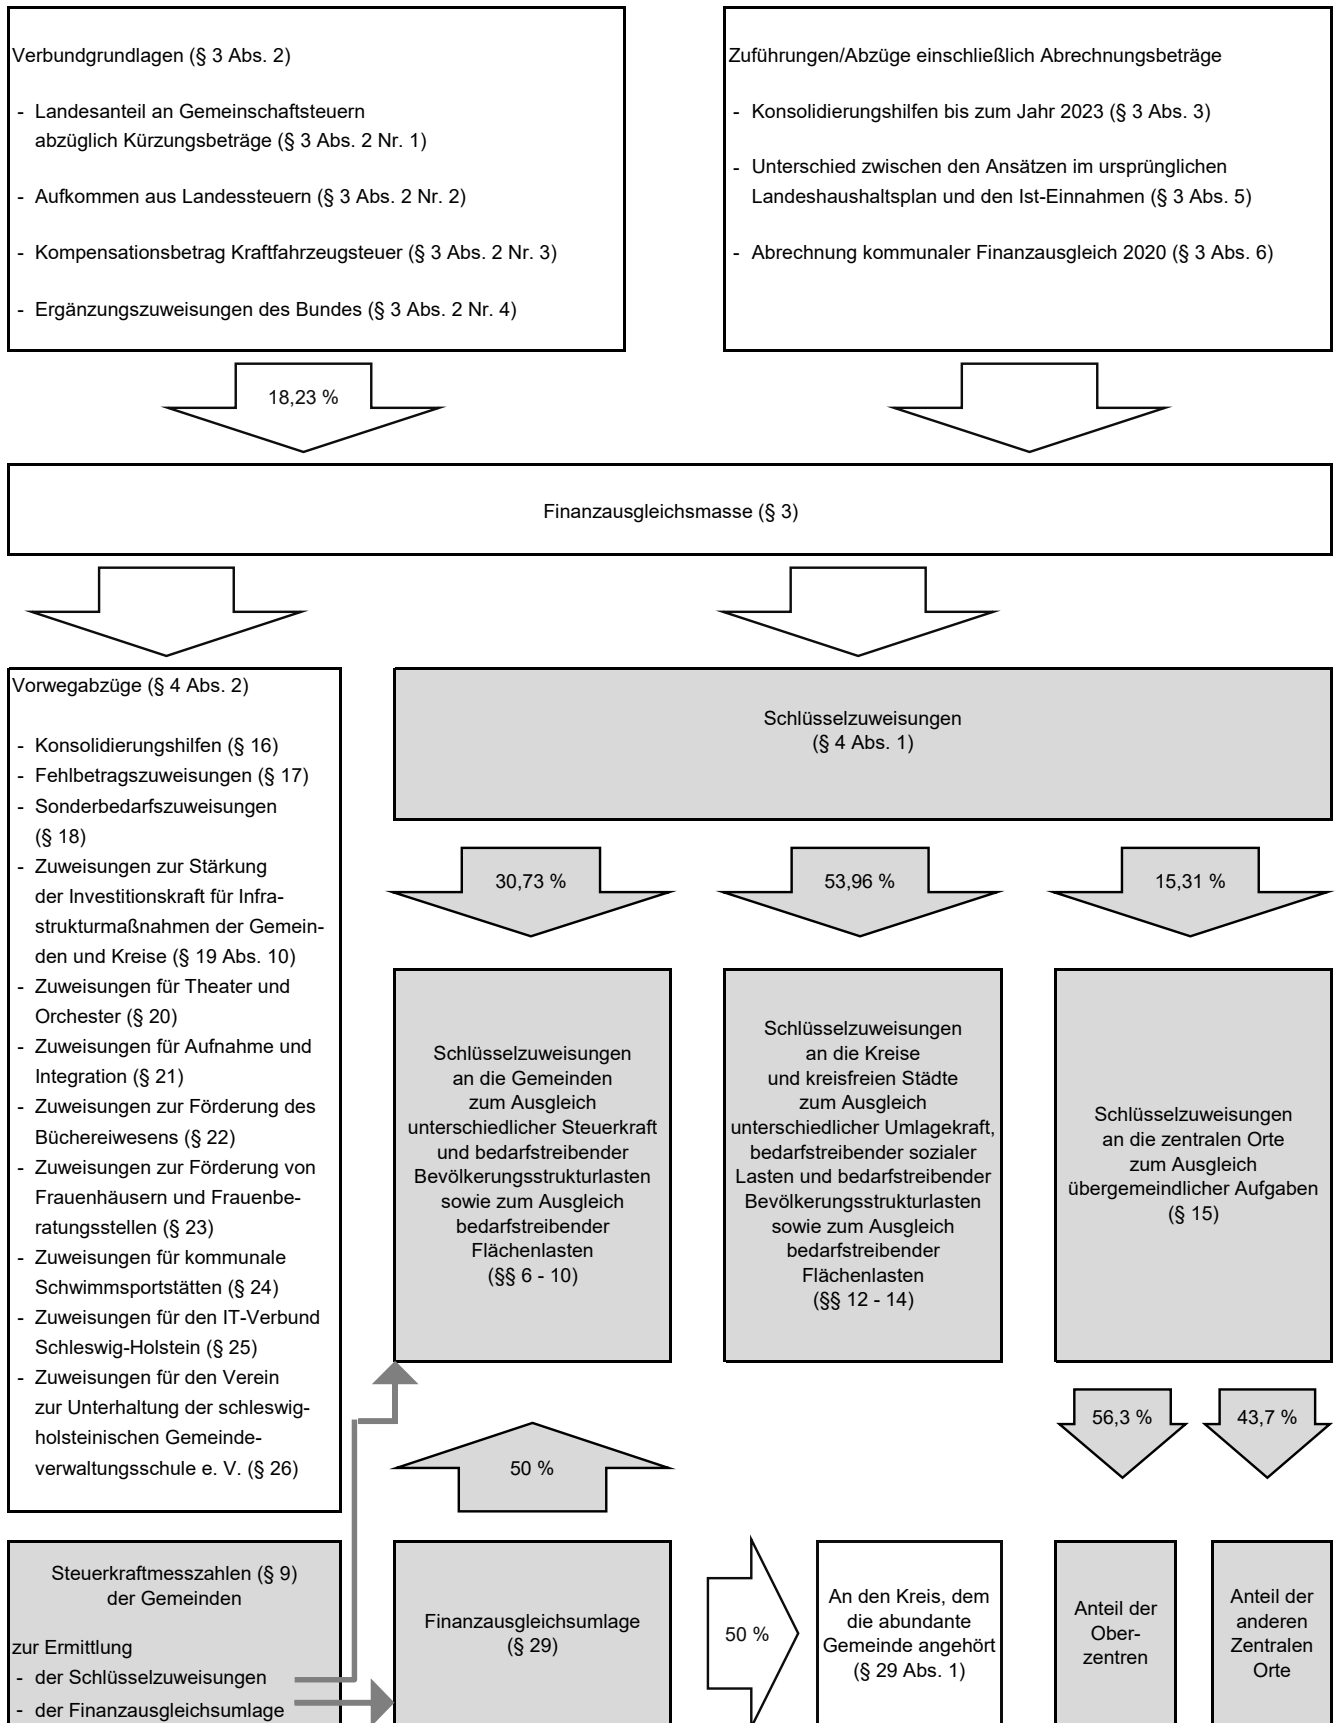 Verbundgrundlagen (§ 3 Abs. 2)
- Landesanteil an Gemeinschaftsteuern
abzüglich Kürzungsbeträge (§ 3 Abs. 2 Nr. 1)
- Aufkommen aus Landessteuern (§ 3 Abs. 2 Nr. 2)
- Kompensationsbetrag Kraftfahrzeugsteuer (§ 3 Abs. 2 Nr. 3)
- Ergänzungszuweisungen des Bundes (§ 3 Abs. 2 Nr. 4)
Zuführungen/Abzüge einschließlich Abrechnungsbeträge
- Konsolidierungshilfen bis zum Jahr 2023 (§ 3 Abs. 3)
- Unterschied zwischen den Ansätzen im ursprünglichen
Landeshaushaltsplan und den Ist-Einnahmen (§ 3 Abs. 5)
- Abrechnung kommunaler Finanzausgleich 2020 (§ 3 Abs. 6)
18,23 %
Finanzausgleichsmasse (§ 3)
Vorwegabzüge (§ 4 Abs. 2)
- Konsolidierungshilfen (§ 16)
- Fehlbetragszuweisungen (§ 17)
- Sonderbedarfszuweisungen
(§ 18)
- Zuweisungen zur Stärkung
der Investitionskraft für Infra-
strukturmaßnahmen der Gemein-
den und Kreise (§ 19 Abs. 10)
- Zuweisungen für Theater und
Orchester (§ 20)
- Zuweisungen für Aufnahme und
Integration (§ 21)
- Zuweisungen zur Förderung des
Büchereiwesens (§ 22)
- Zuweisungen zur Förderung von
Frauenhäusern und Frauenbe-
ratungsstellen (§ 23)
- Zuweisungen für kommunale
Schwimmsportstätten (§ 24)
- Zuweisungen für den IT-Verbund
Schleswig-Holstein (§ 25)
- Zuweisungen für den Verein
zur Unterhaltung der schleswig-
holsteinischen Gemeinde-
verwaltungsschule e. V. (§ 26)
Schlüsselzuweisungen
(§ 4 Abs. 1)
30,73 %
53,96 %
15,31 %
Schlüsselzuweisungen
an die Gemeinden
zum Ausgleich
unterschiedlicher Steuerkraft
und bedarfstreibender
Bevölkerungsstrukturlasten
sowie zum Ausgleich
bedarfstreibender
Flächenlasten
(§§ 6 - 10)
Schlüsselzuweisungen
an die Kreise
und kreisfreien Städte
zum Ausgleich
unterschiedlicher Umlagekraft,
bedarfstreibender sozialer
Lasten und bedarfstreibender
Bevölkerungsstrukturlasten
sowie zum Ausgleich
bedarfstreibender
Flächenlasten
(§§ 12 - 14)
Schlüsselzuweisungen
an die zentralen Orte
zum Ausgleich
übergemeindlicher Aufgaben
(§ 15)
50 %
56,3 %
43,7 %
Steuerkraftmesszahlen (§ 9)
der Gemeinden
zur Ermittlung
- der Schlüsselzuweisungen
- der Finanzausgleichsumlage
Finanzausgleichsumlage
(§ 29)
50 %
An den Kreis, dem
die abundante
Gemeinde angehört
(§ 29 Abs. 1)
Anteil der
Ober-
zentren
Anteil der
anderen
Zentralen
Orte